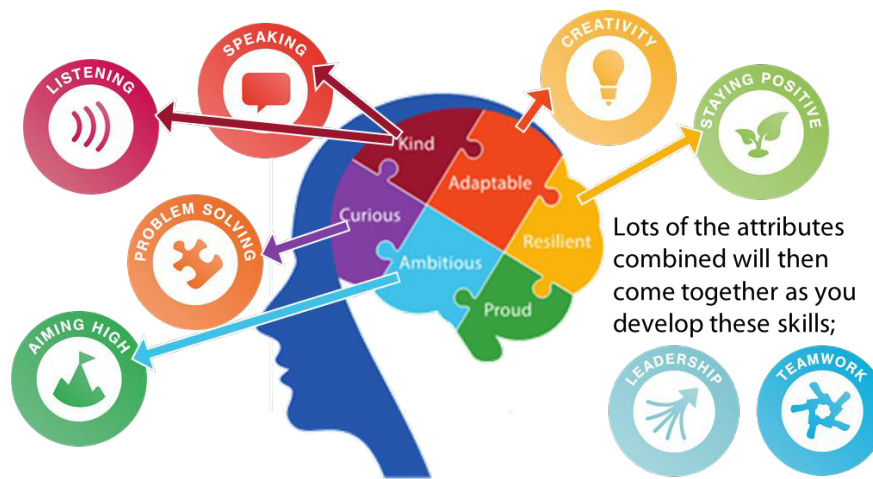 LISTENING
SPEAKING
CREATIVITY
STAYING POSITIVE
Kind
Adaptable
Curious
Resilient
Ambitious
Proud
PROBLEM SOLVING
AIMING HIGH
Lots of the attributes
combined will then
come together as you
develop these skills;
LEADERSHIP
TEAMWORK